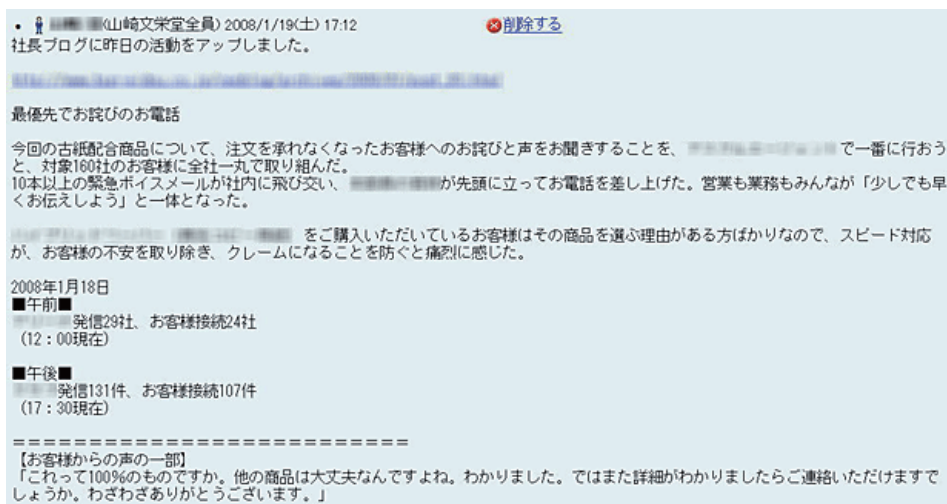 (山崎文栄堂全員) 2008/1/19(土) 17:12 削除する
社長ブログに昨日の活動をアップしました。
最優先でお詫びのお電話
今回の古紙配合商品について、注文を承れなくなったお客様へのお詫びと声をお聞きすることを、 で一番に行おう
と、対象160社のお客様に全社一丸で取り組んだ。
10本以上の緊急ボイスメールが社内に飛び交い、 が先頭に立ってお電話を差し上げた。営業も業務もみんなが「少しでも早
くお伝えしよう」と一体となった。
をご購入いただいているお客様はその商品を選ぶ理由がある方ばかりなので、スピード対応
が、お客様の不安を取り除き、クレームになることを防ぐと痛烈に感じた。
2008年1月18日
■午前■
発信29社、お客様接続24社
(12:00現在)
■午後■
発信131件、お客様接続107件
(17:30現在)
===========================
【お客様からの声の一部】
「これって100%のものですか。他の商品は大丈夫なんですよね。わかりました。ではまた詳細がわかりましたらご連絡いただけますで
しょうか。わざわざありがとうございます。」